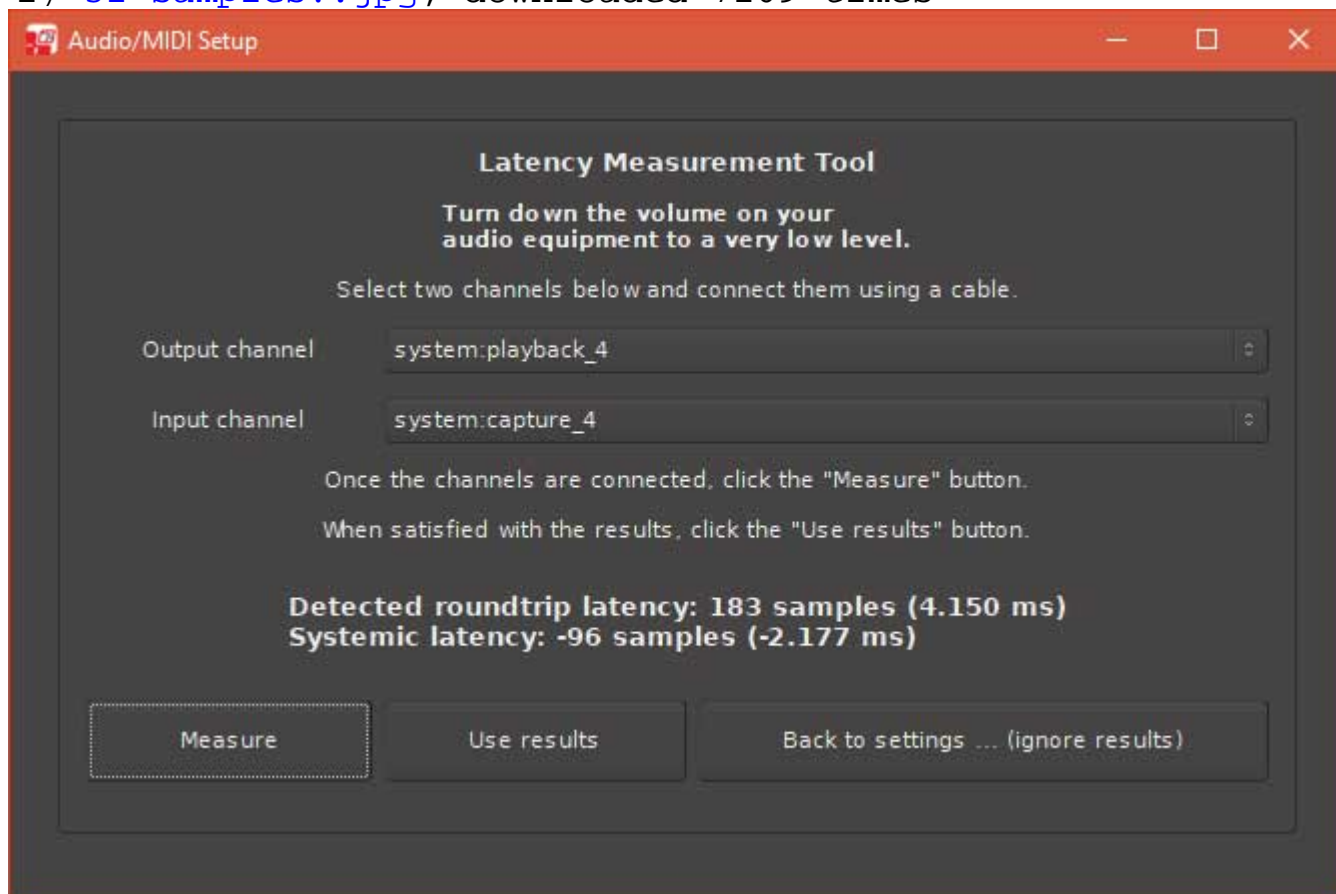 Audio/MIDI Setup
Latency Measurement Tool
Turn down the volume on your
audio equipment to a very low level.
Select two channels below and connect them using a cable.
Output channel system:playback_4
Input channel system:capture_4
Once the channels are connected, click the "Measure" button.
When satisfied with the results, click the "Use results" button.
Detected roundtrip latency: 183 samples (4.150 ms)
Systemic latency: -96 samples (-2.177 ms)
Measure Use results Back to settings ... (ignore results)